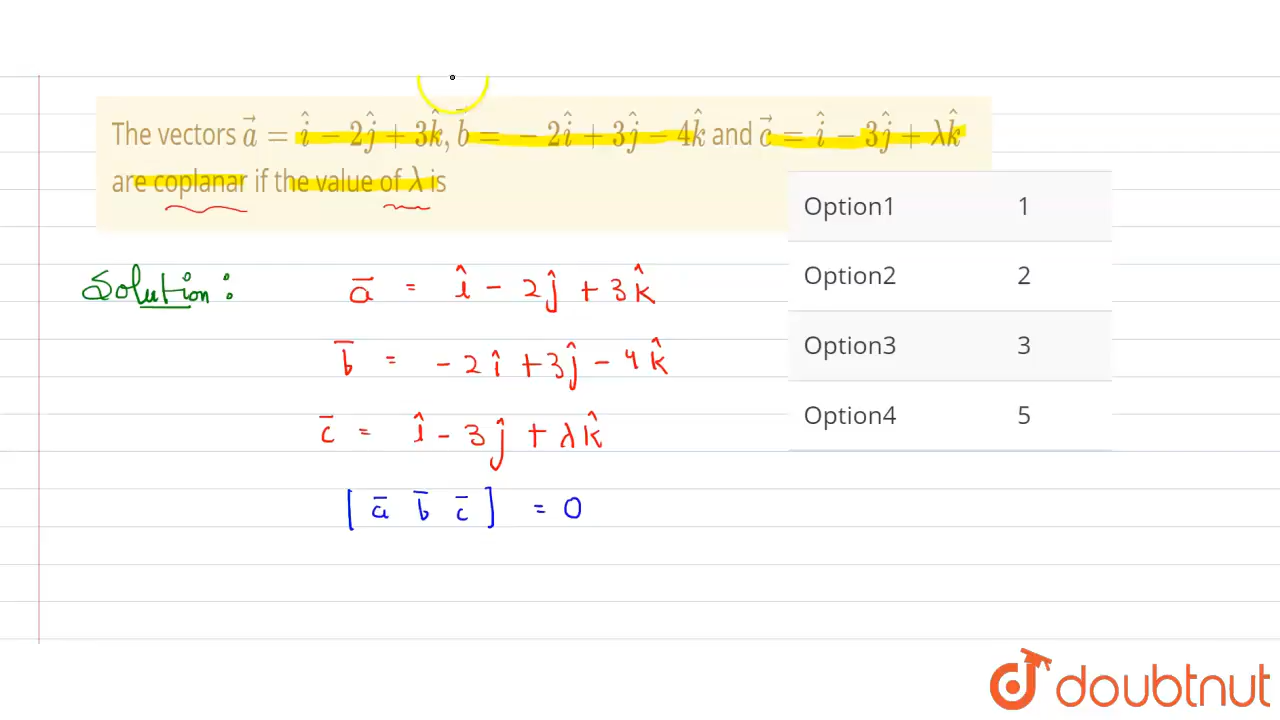 The vectors $\vec{a} = \hat{i} - 2\hat{j} + 3\hat{k}, \vec{b} = -2\hat{i} + 3\hat{j} - 4\hat{k}$ and $\vec{c} = \hat{i} - 3\hat{j} + \lambda\hat{k}$
are coplanar if the value of λ is
Option1 1
Option2 2
Option3 3
Option4 5
Solution:
$\bar{a} = \hat{i} - 2\hat{j} + 3\hat{k}$
$\bar{b} = -2\hat{i} + 3\hat{j} - 4\hat{k}$
$\bar{c} = \hat{i} - 3\hat{j} + \lambda\hat{k}$
$[\bar{a}\ \bar{b}\ \bar{c}] = 0$
doubtnut